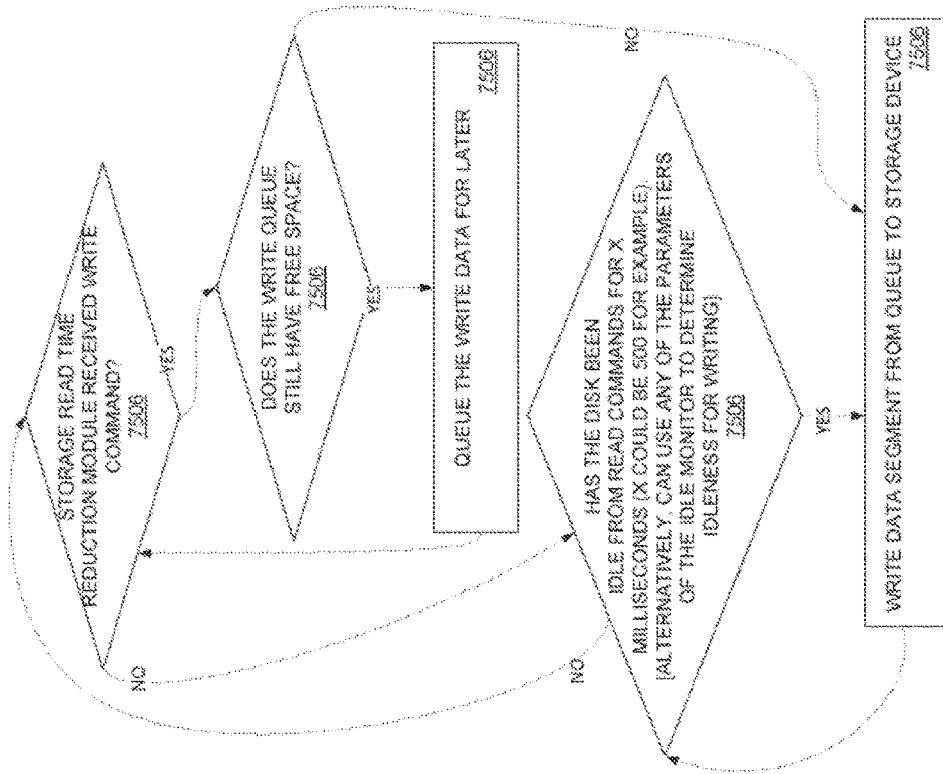 STORAGE READ TIME
REDUCTION MODULE RECEIVED WRITE
COMMAND?
7506
YES
NO
DOES THE WRITE QUEUE
STILL HAVE FREE SPACE?
7506
NO
YES
QUEUE THE WRITE DATA FOR LATER
7506
HAS THE DISK BEEN
IDLE FROM READ COMMANDS FOR X
MILLISECONDS (X COULD BE 500 FOR EXAMPLE).
[ALTERNATIVELY, CAN USE ANY OF THE PARAMETERS
OF THE IDLE MONITOR TO DETERMINE
IDLENESS FOR WRITING]
7506
NO
YES
WRITE DATA SEGMENT FROM QUEUE TO STORAGE DEVICE
7506